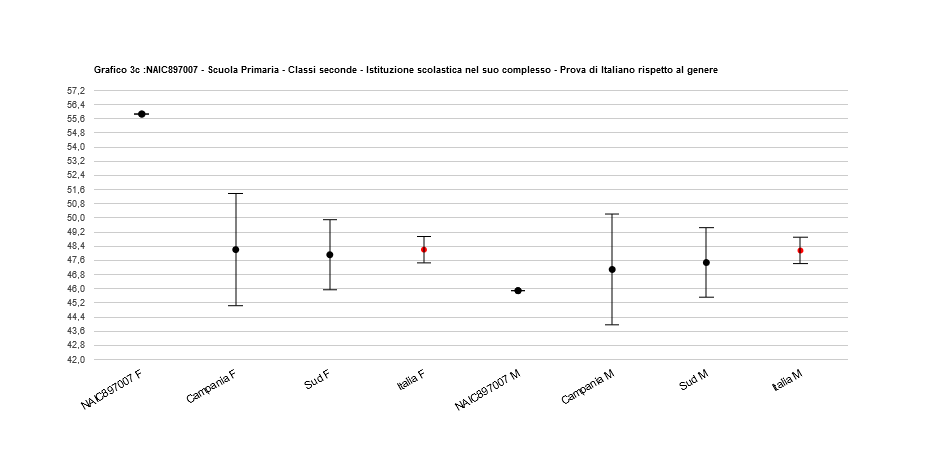 Grafico 3c :NAIC897007 - Scuola Primaria - Classi seconde - Istituzione scolastica nel suo complesso - Prova di Italiano rispetto al genere
57,2
56,4
55,6
54,8
54,0
53,2
52,4
51,6
50,8
50,0
49,2
48,4
47,6
46,8
46,0
45,2
44,4
43,6
42,8
42,0
NAIC897007 F
Campania F
Sud F
Italia F
NAIC897007 M
Campania M
Sud M
Italia M